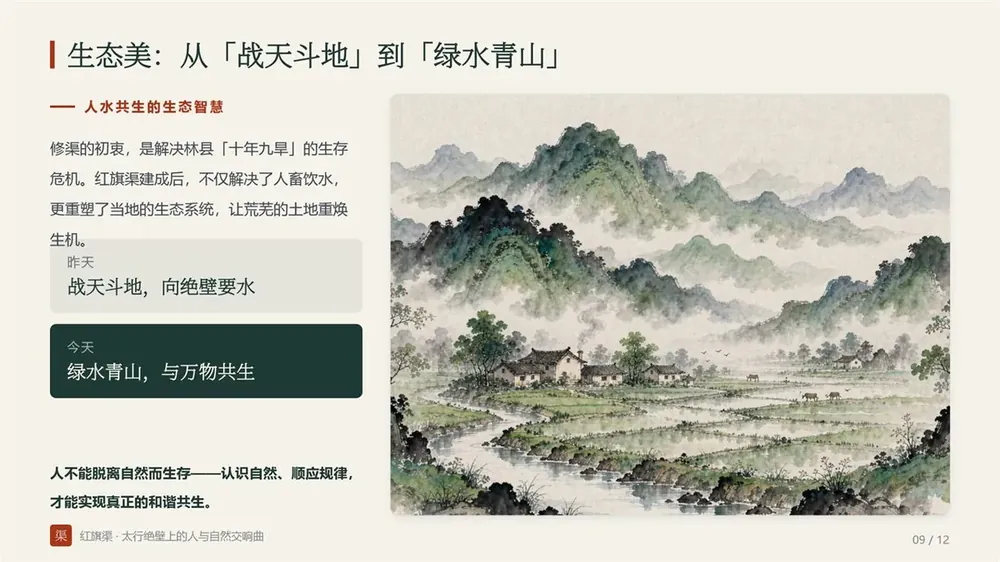 生态美：从「战天斗地」到「绿水青山」
人水共生的生态智慧
修渠的初衷，是解决林县「十年九旱」的生存
危机。红旗渠建成后，不仅解决了人畜饮水，
更重塑了当地的生态系统，让荒芜的土地重焕
生机。
昨天
战天斗地，向绝壁要水
今天
绿水青山，与万物共生
人不能脱离自然而生存——认识自然、顺应规律，
才能实现真正的和谐共生。
渠
红旗渠 · 太行绝壁上的人与自然交响曲
09 / 12